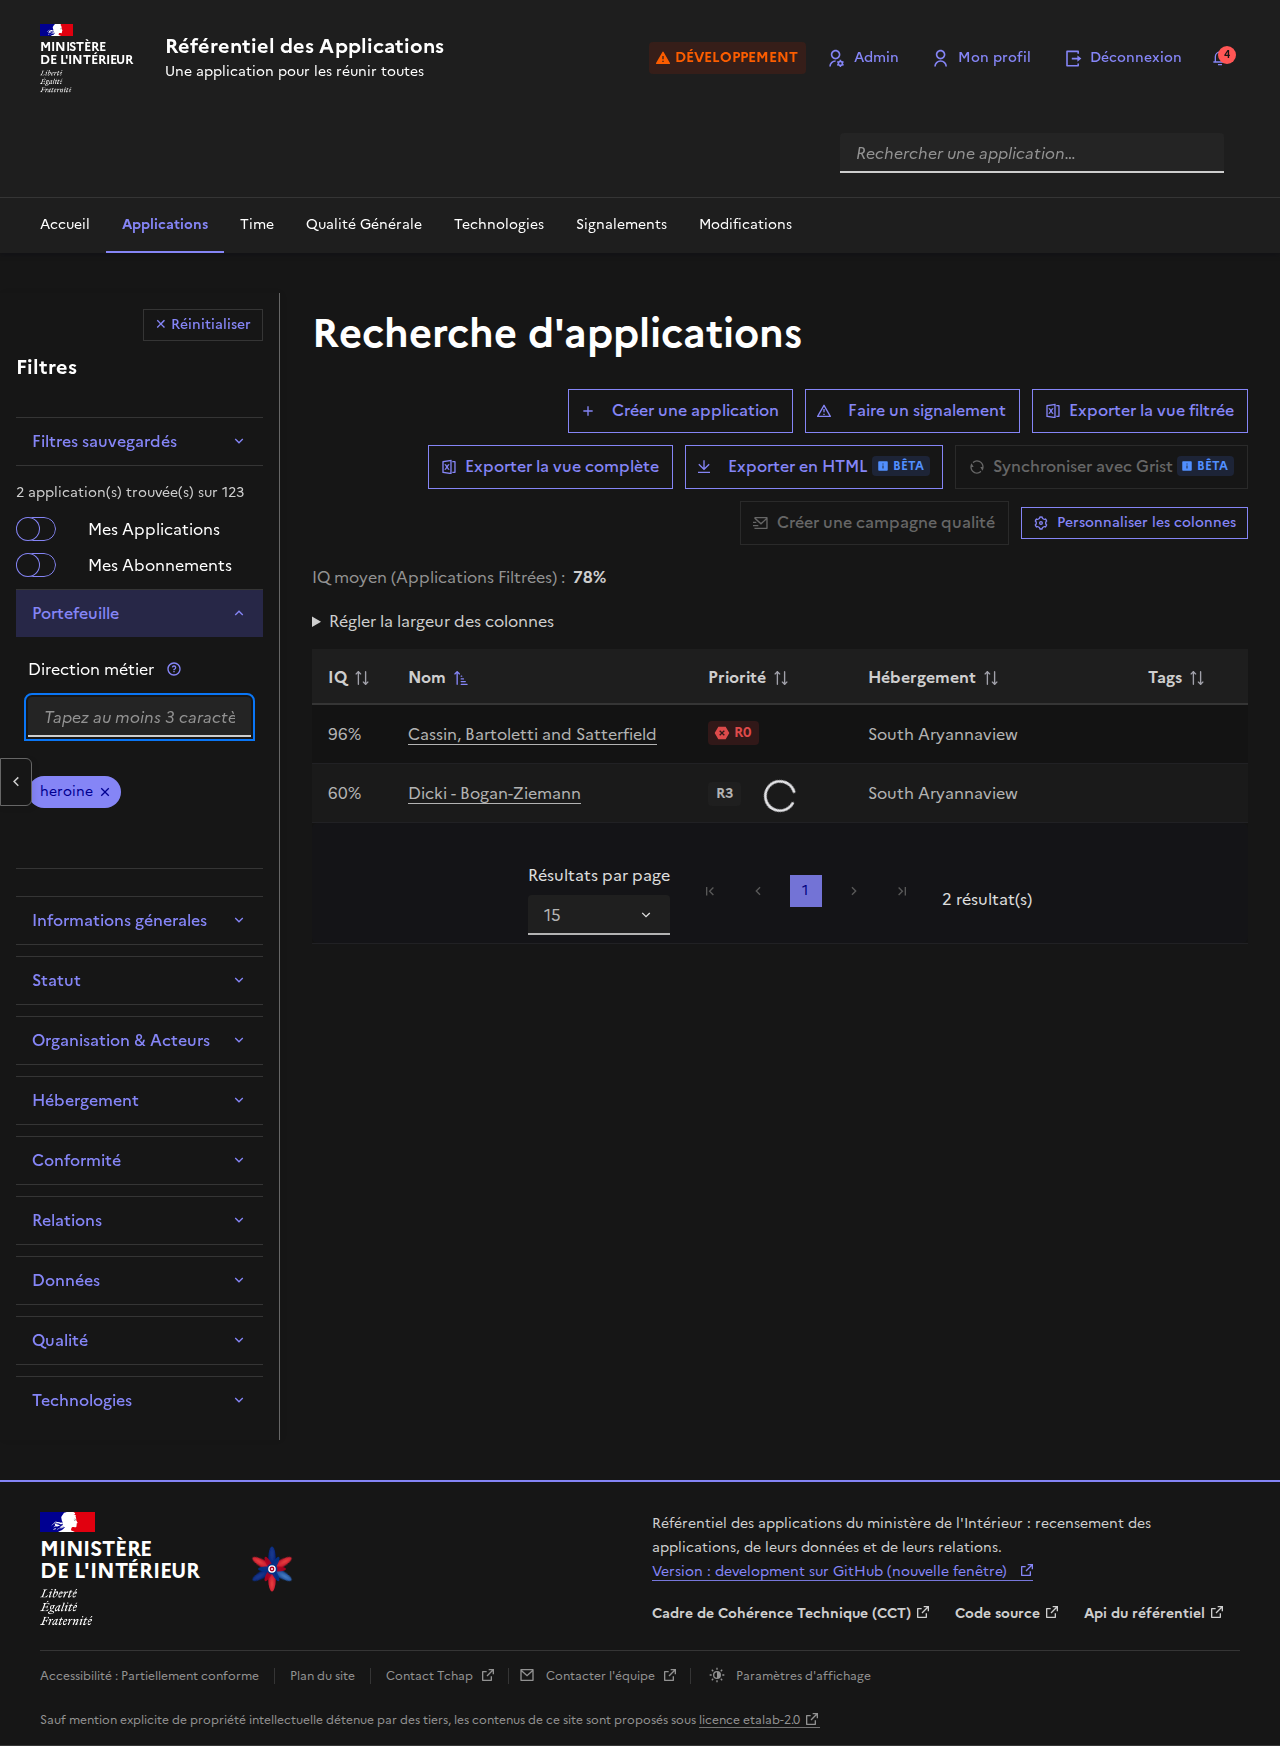 MINISTÈRE
DE L'INTÉRIEUR
Liberté
Égalité
Fraternité
Référentiel des Applications
Une application pour les réunir toutes
DÉVELOPPEMENT
Admin
Mon profil
Déconnexion
4
Rechercher une application...
Accueil
Applications
Time
Qualité Générale
Technologies
Signalements
Modifications
Réinitialiser
Filtres
Filtres sauvegardés
2 application(s) trouvée(s) sur 123
Mes Applications
Mes Abonnements
Portefeuille
Direction métier
Tapez au moins 3 caractè
heroine
Informations génerales
Statut
Organisation & Acteurs
Hébergement
Conformité
Relations
Données
Qualité
Technologies
Recherche d'applications
Créer une application
Faire un signalement
Exporter la vue filtrée
Exporter la vue complète
Exporter en HTML BÊTA
Synchroniser avec Grist BÊTA
Créer une campagne qualité
Personnaliser les colonnes
IQ moyen (Applications Filtrées) : 78%
Régler la largeur des colonnes
IQ Nom Priorité Hébergement Tags
96% Cassin, Bartoletti and Satterfield R0 South Aryannaview
60% Dicki - Bogan-Ziemann R3 South Aryannaview
Résultats par page
15
1
2 résultat(s)
MINISTÈRE
DE L'INTÉRIEUR
Liberté
Égalité
Fraternité
Référentiel des applications du ministère de l'Intérieur : recensement des
applications, de leurs données et de leurs relations.
Version : development sur GitHub (nouvelle fenêtre)
Cadre de Cohérence Technique (CCT)
Code source
Api du référentiel
Accessibilité : Partiellement conforme
Plan du site
Contact Tchap
Contacter l'équipe
Paramètres d'affichage
Sauf mention explicite de propriété intellectuelle détenue par des tiers, les contenus de ce site sont proposés sous licence etalab-2.0